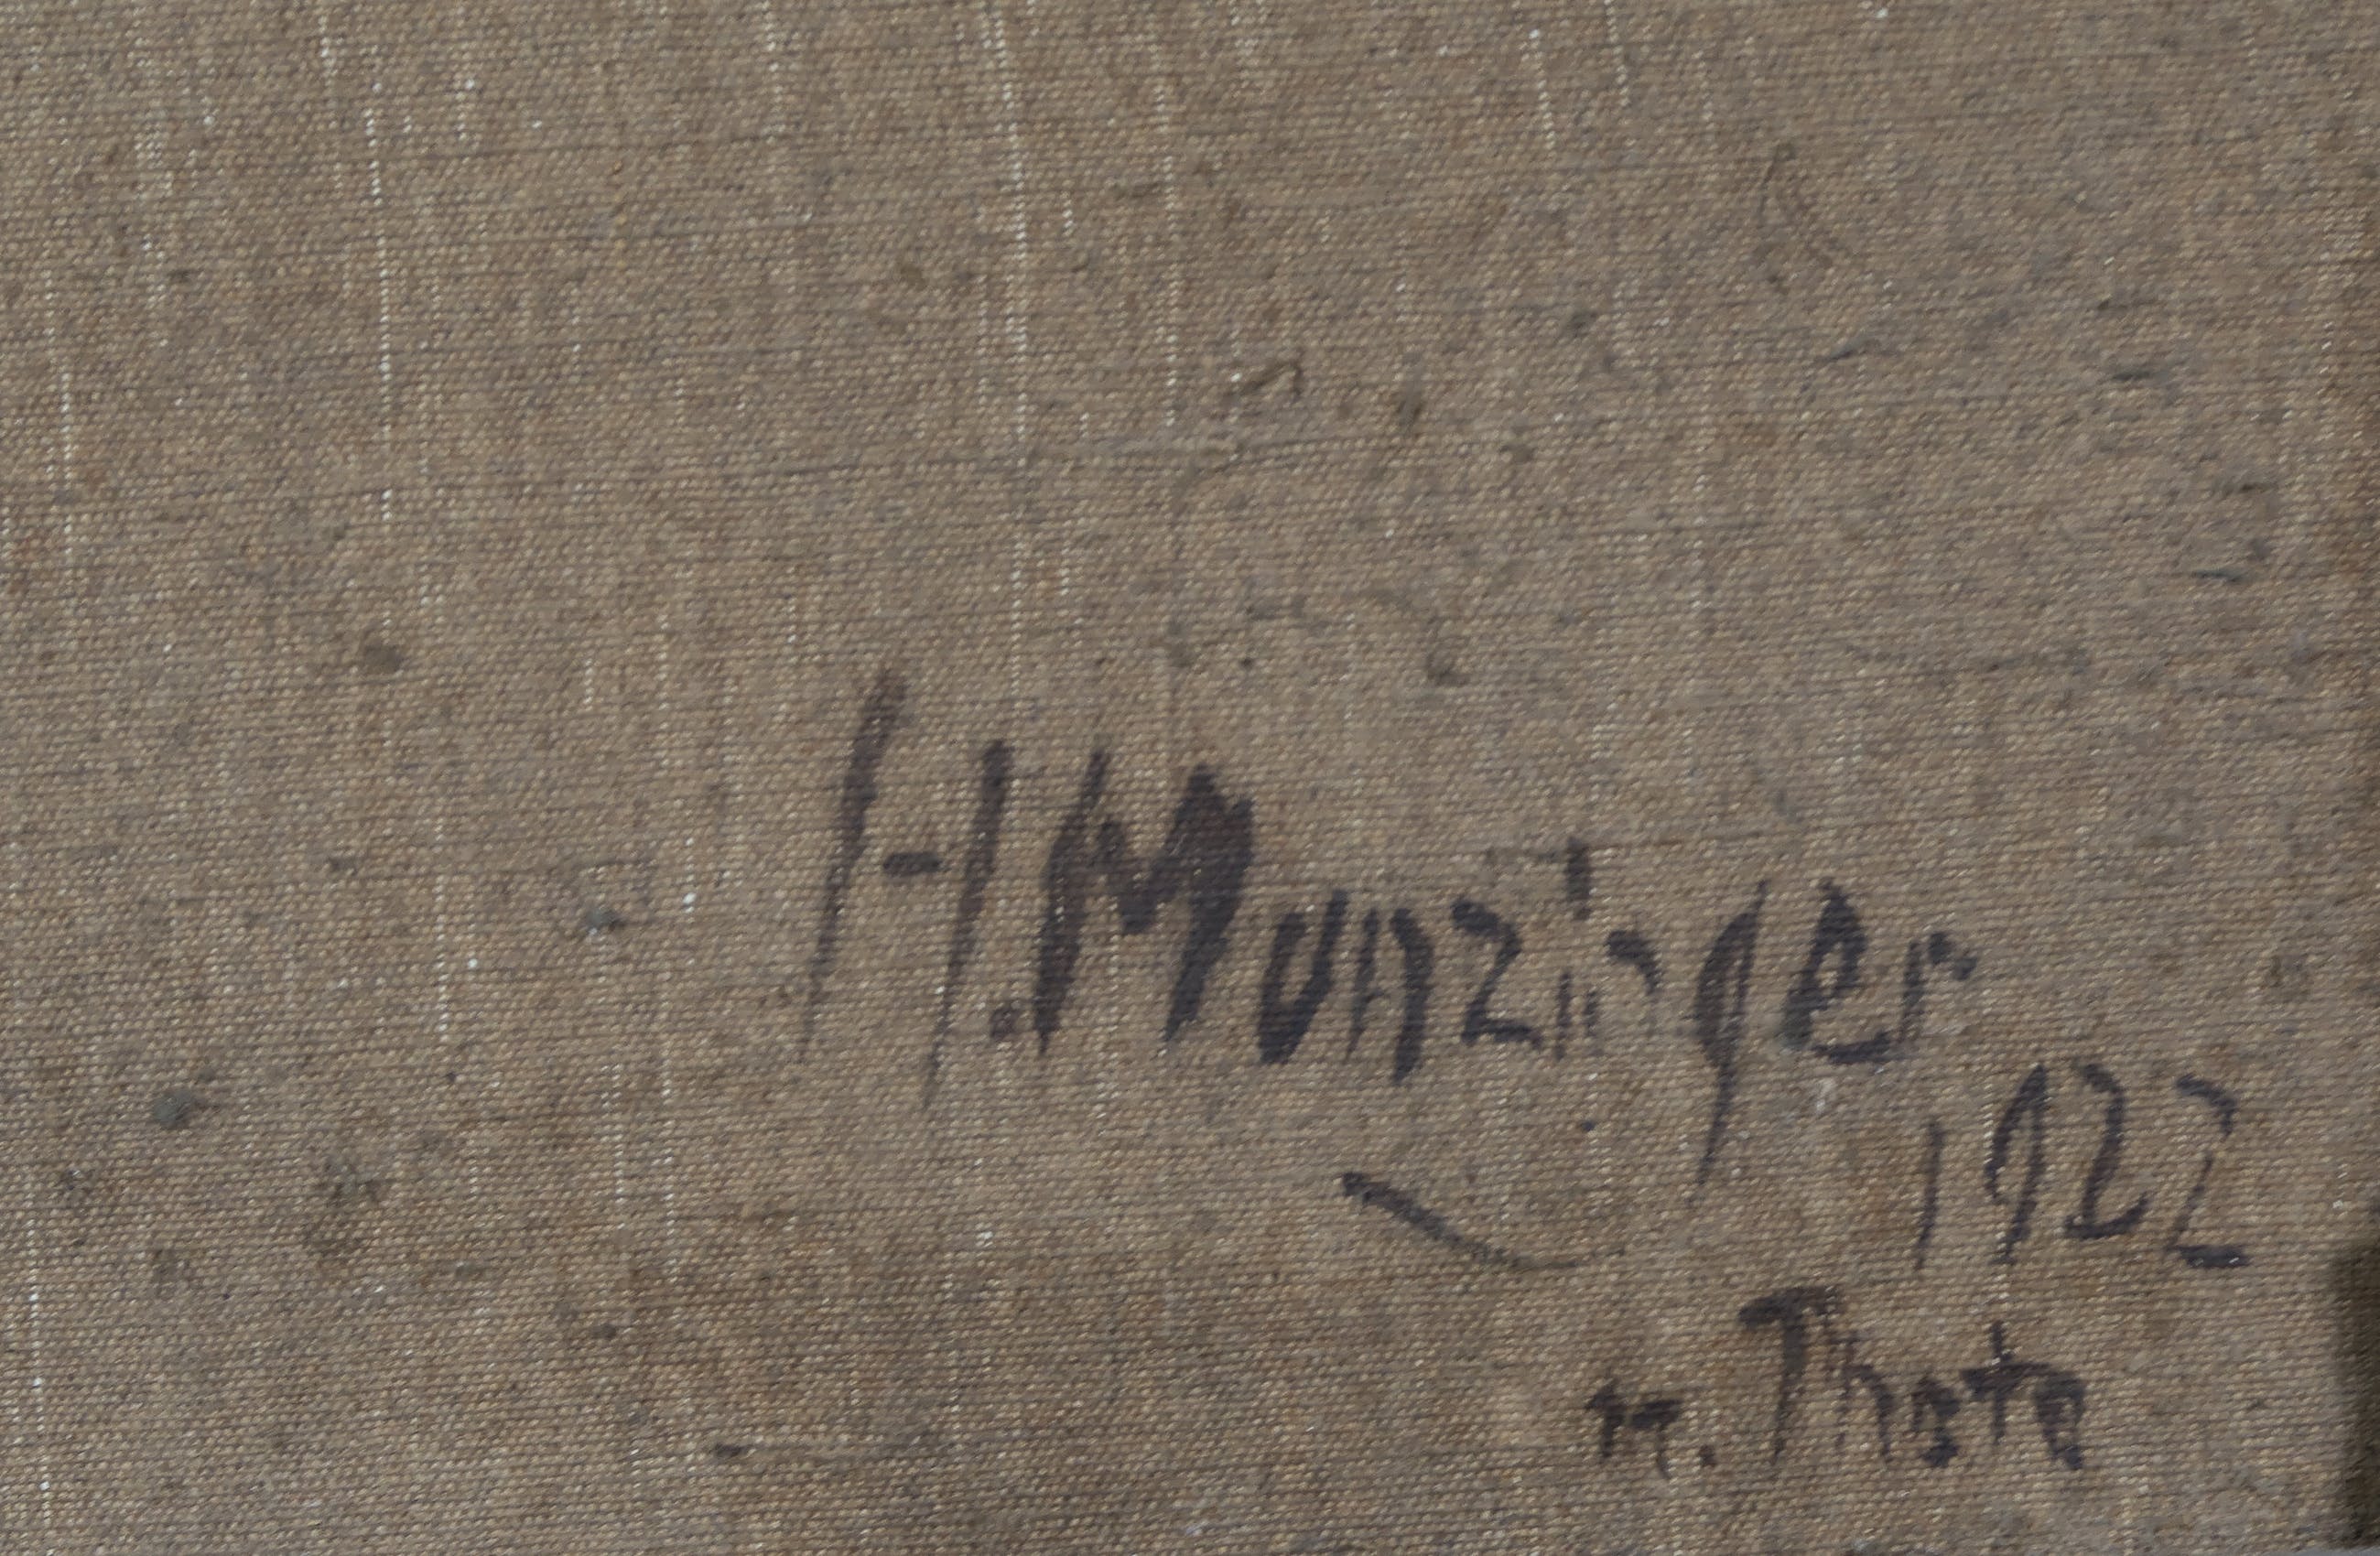 H. Munzinger
1922
n. Photo